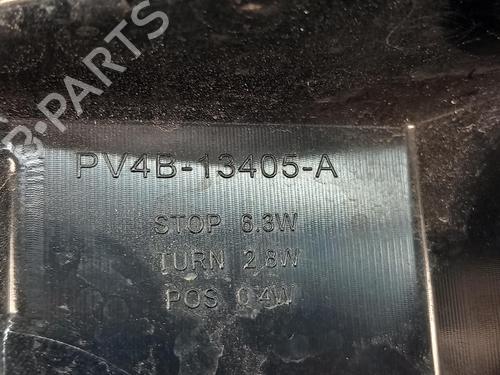 B-PARTS
PV4B-13405-A
STOP 6.3W
TURN 2.8W
POS 0.4W